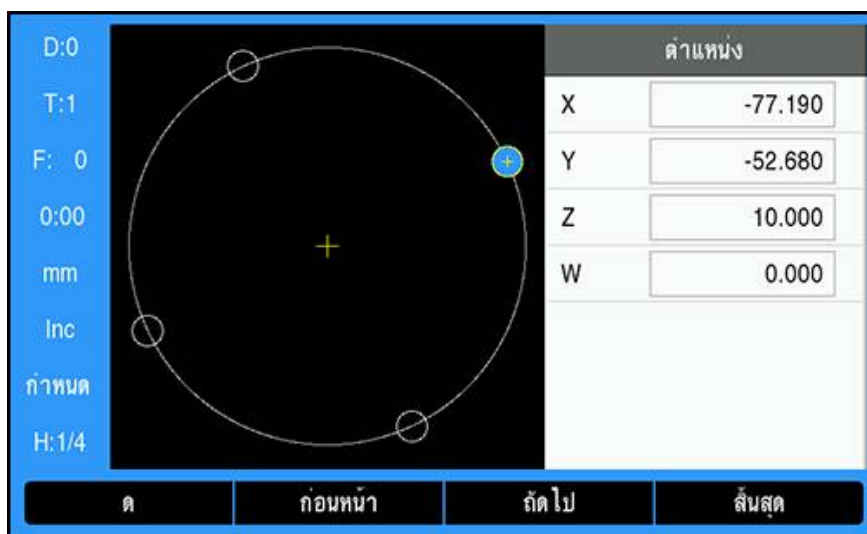 D:0
T:1
F: 0
0:00
mm
Inc
กำหนด
H:1/4
ตำแหน่ง
X -77.190
Y -52.680
Z 10.000
W 0.000
ด ก่อนหน้า ถัดไป สิ้นสุด